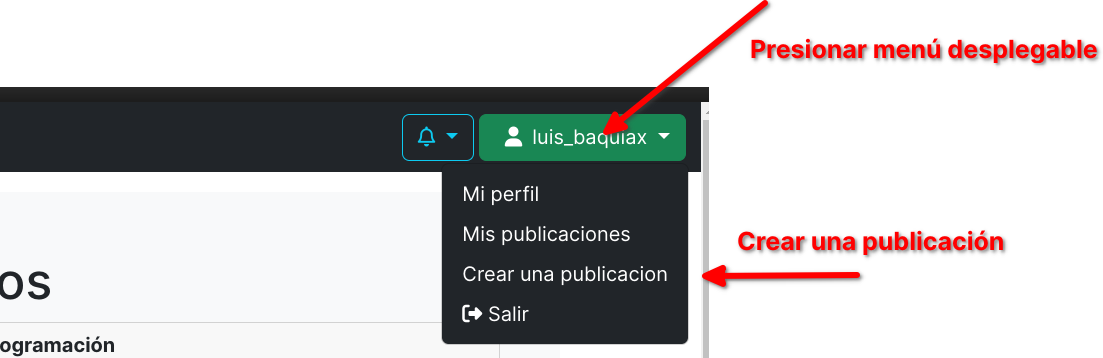 Presionar menú desplegable
luis_baquiax
Mi perfil
Mis publicaciones
Crear una publicación
Crear una publicacion
Salir
os
ogramación